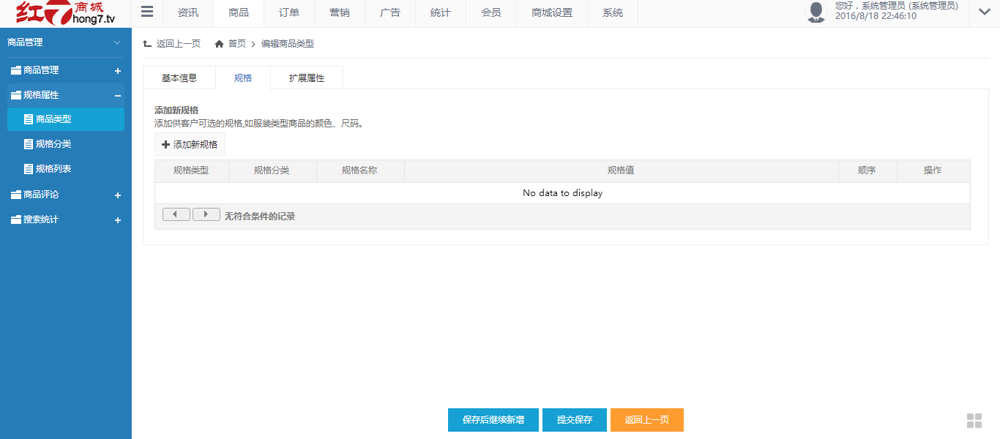 红7商城
hong7.tv
资讯 商品 订单 营销 广告 统计 会员 商城设置 系统
您好，系统管理员 (系统管理员)
2016/8/18 22:46:10
商品管理
商品管理 +
规格属性 −
商品类型
规格分类
规格列表
商品评论 +
搜索统计 +
返回上一页 首页 > 编辑商品类型
基本信息 规格 扩展属性
添加新规格
添加供客户可选的规格,如服装类型商品的颜色、尺码。
+ 添加新规格
规格类型 规格分类 规格名称 规格值 顺序 操作
No data to display
无符合条件的记录
保存后继续新增 提交保存 返回上一页